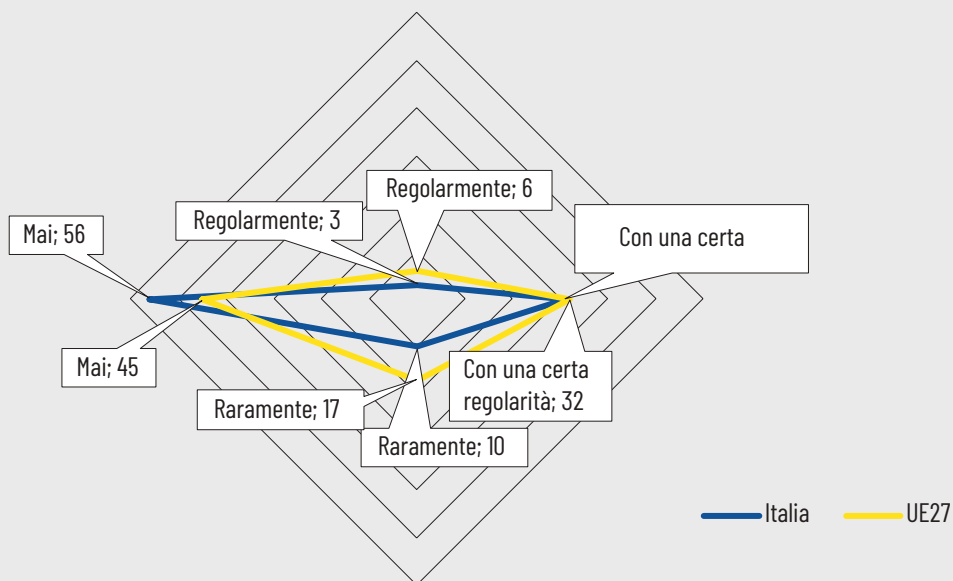 Regolarmente; 6
Regolarmente; 3
Con una certa
Mai; 56
Mai; 45
Con una certa
regolarità; 32
Raramente; 17
Raramente; 10
Italia
UE27